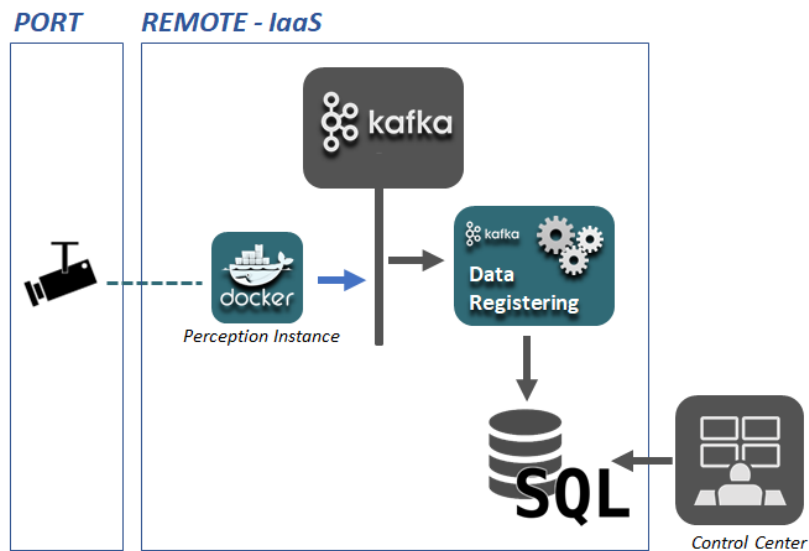 PORT
REMOTE - IaaS
kafka
kafka
Data
Registering
docker
Perception Instance
SQL
Control Center